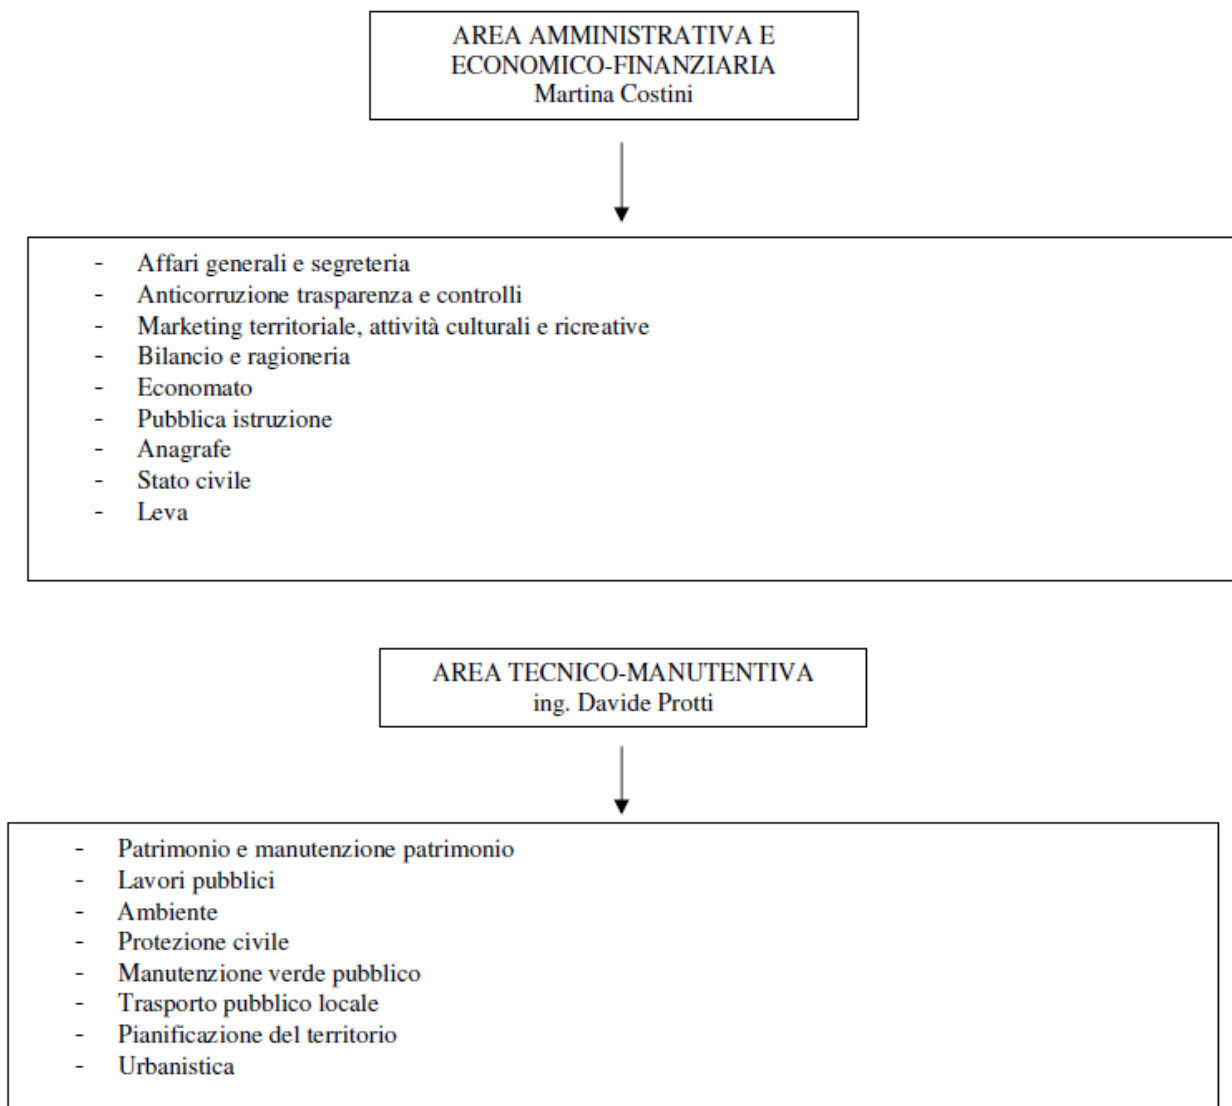 AREA AMMINISTRATIVA E
ECONOMICO-FINANZIARIA
Martina Costini
- Affari generali e segreteria
- Anticorruzione trasparenza e controlli
- Marketing territoriale, attività culturali e ricreative
- Bilancio e ragioneria
- Economato
- Pubblica istruzione
- Anagrafe
- Stato civile
- Leva
AREA TECNICO-MANUTENTIVA
ing. Davide Protti
- Patrimonio e manutenzione patrimonio
- Lavori pubblici
- Ambiente
- Protezione civile
- Manutenzione verde pubblico
- Trasporto pubblico locale
- Pianificazione del territorio
- Urbanistica